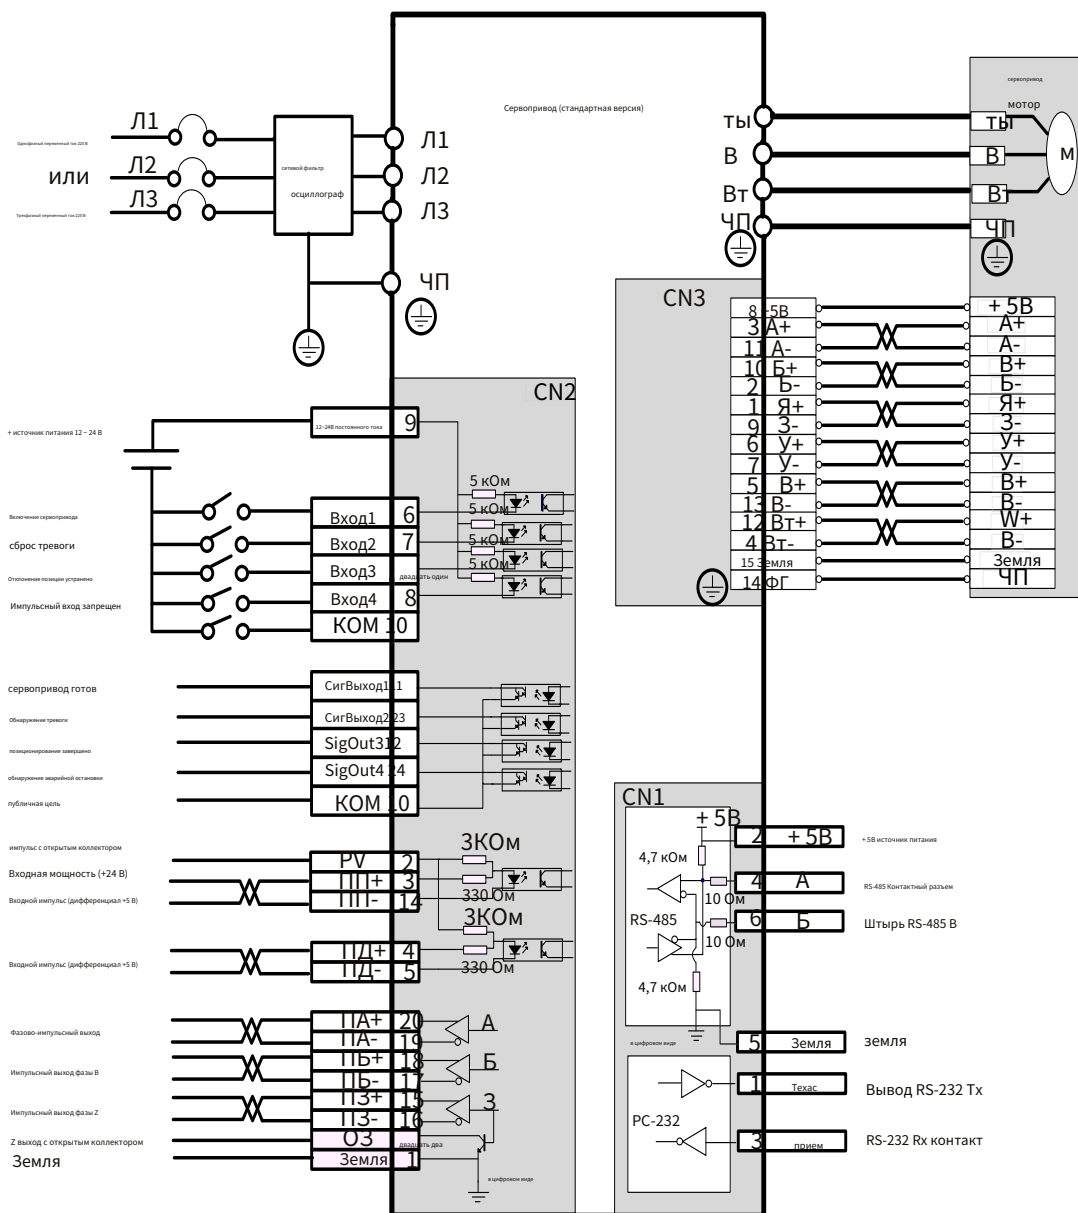 Сервопривод (стандартная версия)
Л1
Л2
Л3
Однофазный переменный ток 220 В
или
Трехфазный переменный ток 220 В
сетевой фильтр
осциллограф
Л1
Л2
Л3
ЧП
ты
В
Вт
ЧП
сервопривод
мотор
ты
В
Вт
ЧП
М
CN3
8 +5В
3 А+
11 А-
10 Б+
2 Б-
1 Я+
9 З-
6 У+
7 У-
5 В+
13 В-
12 Вт+
4 Вт-
15 Земля
14 ФГ
+ 5В
А+
А-
В+
Б-
Я+
З-
У+
У-
В+
В-
W+
В-
Земля
ЧП
CN2
+ источник питания 12 ~ 24 В
12~24В постоянного тока 9
5 кОм
5 кОм
5 кОм
5 кОм
Включение сервопривода
Вход1 6
сброс тревоги
Вход2 7
Отклонение позиции устранено
Вход3 двадцать один
Импульсный вход запрещен
Вход4 8
КОМ 10
сервопривод готов
СигВыход1 11
Обнаружение тревоги
СигВыход2 23
позиционирование завершено
SigOut3 12
обнаружение аварийной остановки
SigOut4 24
публичная цель
КОМ 10
импульс с открытым коллектором
Входная мощность (+24 В)
Входной импульс (дифференциал +5 В)
PV 2
ПП+ 3
ПП- 14
3КОм
330 Ом
3КОм
330 Ом
Входной импульс (дифференциал +5 В)
ПД+ 4
ПД- 5
Фазово-импульсный выход
ПА+ 20
ПА- 19
А
Импульсный выход фазы В
ПБ+ 18
ПБ- 17
Б
Импульсный выход фазы Z
ПЗ+ 15
ПЗ- 16
З
Z выход с открытым коллектором
ОЗ двадцать два
Земля
Земля 1
в цифровом виде
CN1
+ 5В
4,7 кОм
10 Ом
RS-485
10 Ом
4,7 кОм
в цифровом виде
2 + 5В
+ 5В источник питания
4 А
RS-485 Контактный разъем
6 Б
Штырь RS-485 В
5 Земля
земля
РС-232
1 Техас
Вывод RS-232 Tx
3 прием
RS-232 Rx контакт